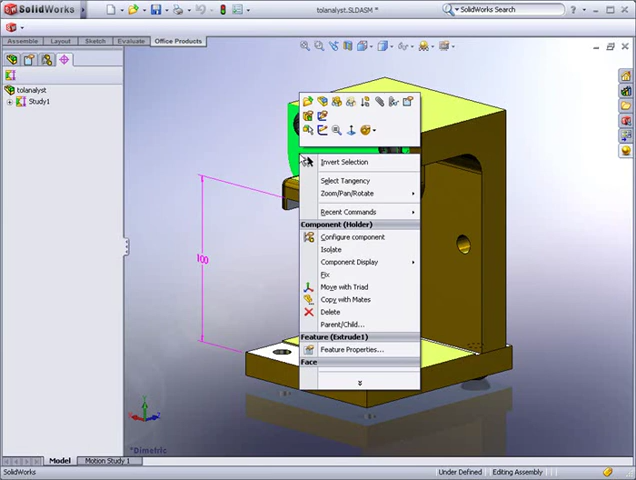 SolidWorks
tolanalyst.SLDASM *
SolidWorks Search
Assemble
Layout
Sketch
Evaluate
Office Products
tolanalyst
Study1
Invert Selection
Select Tangency
Zoom/Pan/Rotate
Recent Commands
Component (Holder)
Configure component
Isolate
Component Display
Fix
Move with Triad
Copy with Mates
Delete
Parent/Child...
Feature (Extrude1)
Feature Properties...
Face
100
*Dimetric
Model
Motion Study 1
SolidWorks
Under Defined
Editing Assembly